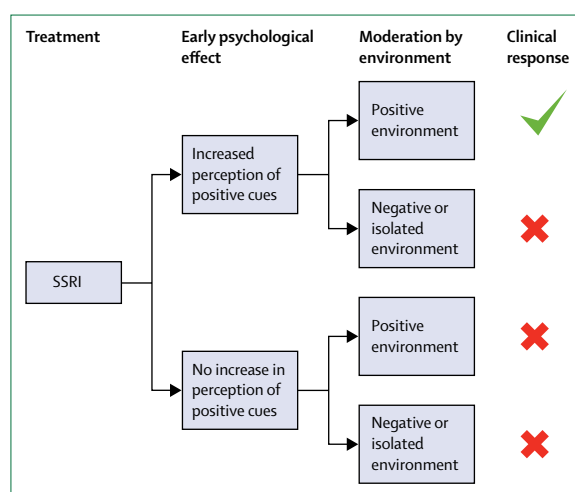 Treatment
Early psychological
effect
Moderation by
environment
Clinical
response
SSRI
Increased
perception of
positive cues
Positive
environment
Negative or
isolated environment
No increase in
perception of
positive cues
Positive
environment
Negative or
isolated environment